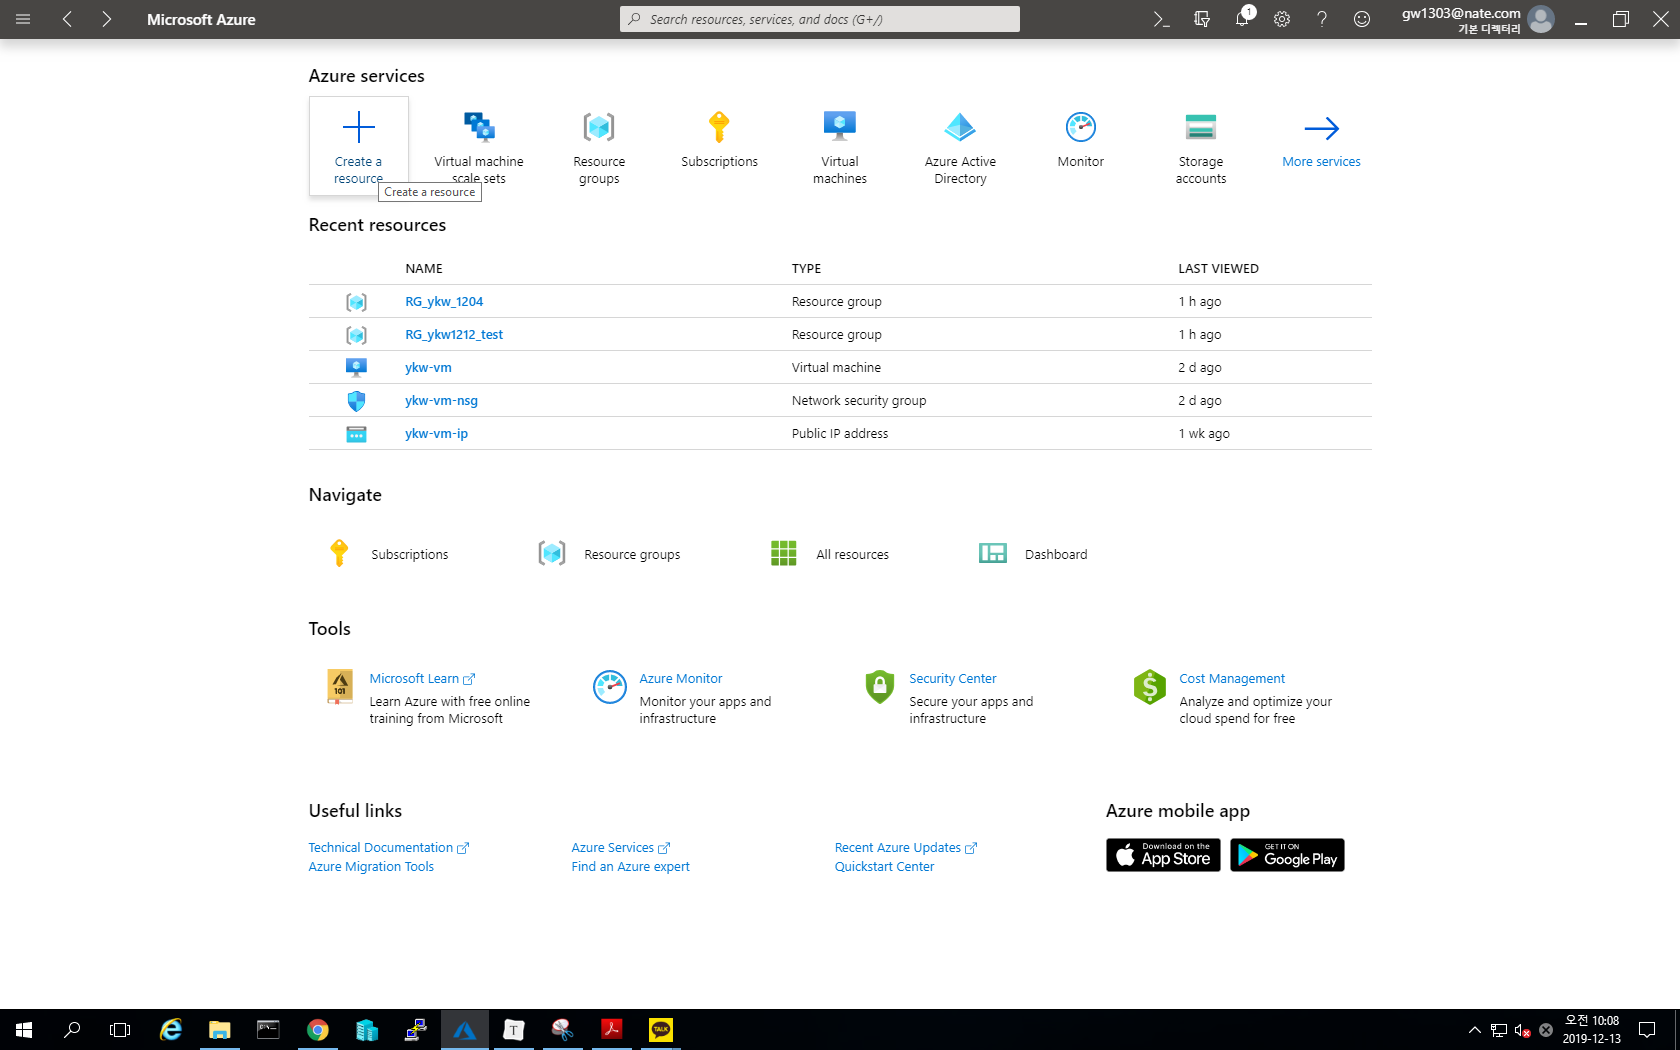 Microsoft Azure
Search resources, services, and docs (G+/)
1
gw1303@nate.com
기본 디렉터리
Azure services
Create a resource
Virtual machine scale sets
Resource groups
Subscriptions
Virtual machines
Azure Active Directory
Monitor
Storage accounts
More services
Create a resource
Recent resources
NAME TYPE LAST VIEWED
RG_ykw_1204 Resource group 1 h ago
RG_ykw1212_test Resource group 1 h ago
ykw-vm Virtual machine 2 d ago
ykw-vm-nsg Network security group 2 d ago
ykw-vm-ip Public IP address 1 wk ago
Navigate
Subscriptions Resource groups All resources Dashboard
Tools
101
Microsoft Learn
Learn Azure with free online
training from Microsoft
Azure Monitor
Monitor your apps and
infrastructure
Security Center
Secure your apps and
infrastructure
Cost Management
Analyze and optimize your
cloud spend for free
Useful links
Technical Documentation
Azure Migration Tools
Azure Services
Find an Azure expert
Recent Azure Updates
Quickstart Center
Azure mobile app
Download on the
App Store
GET IT ON
Google Play
T
TALK
오전 10:08
2019-12-13